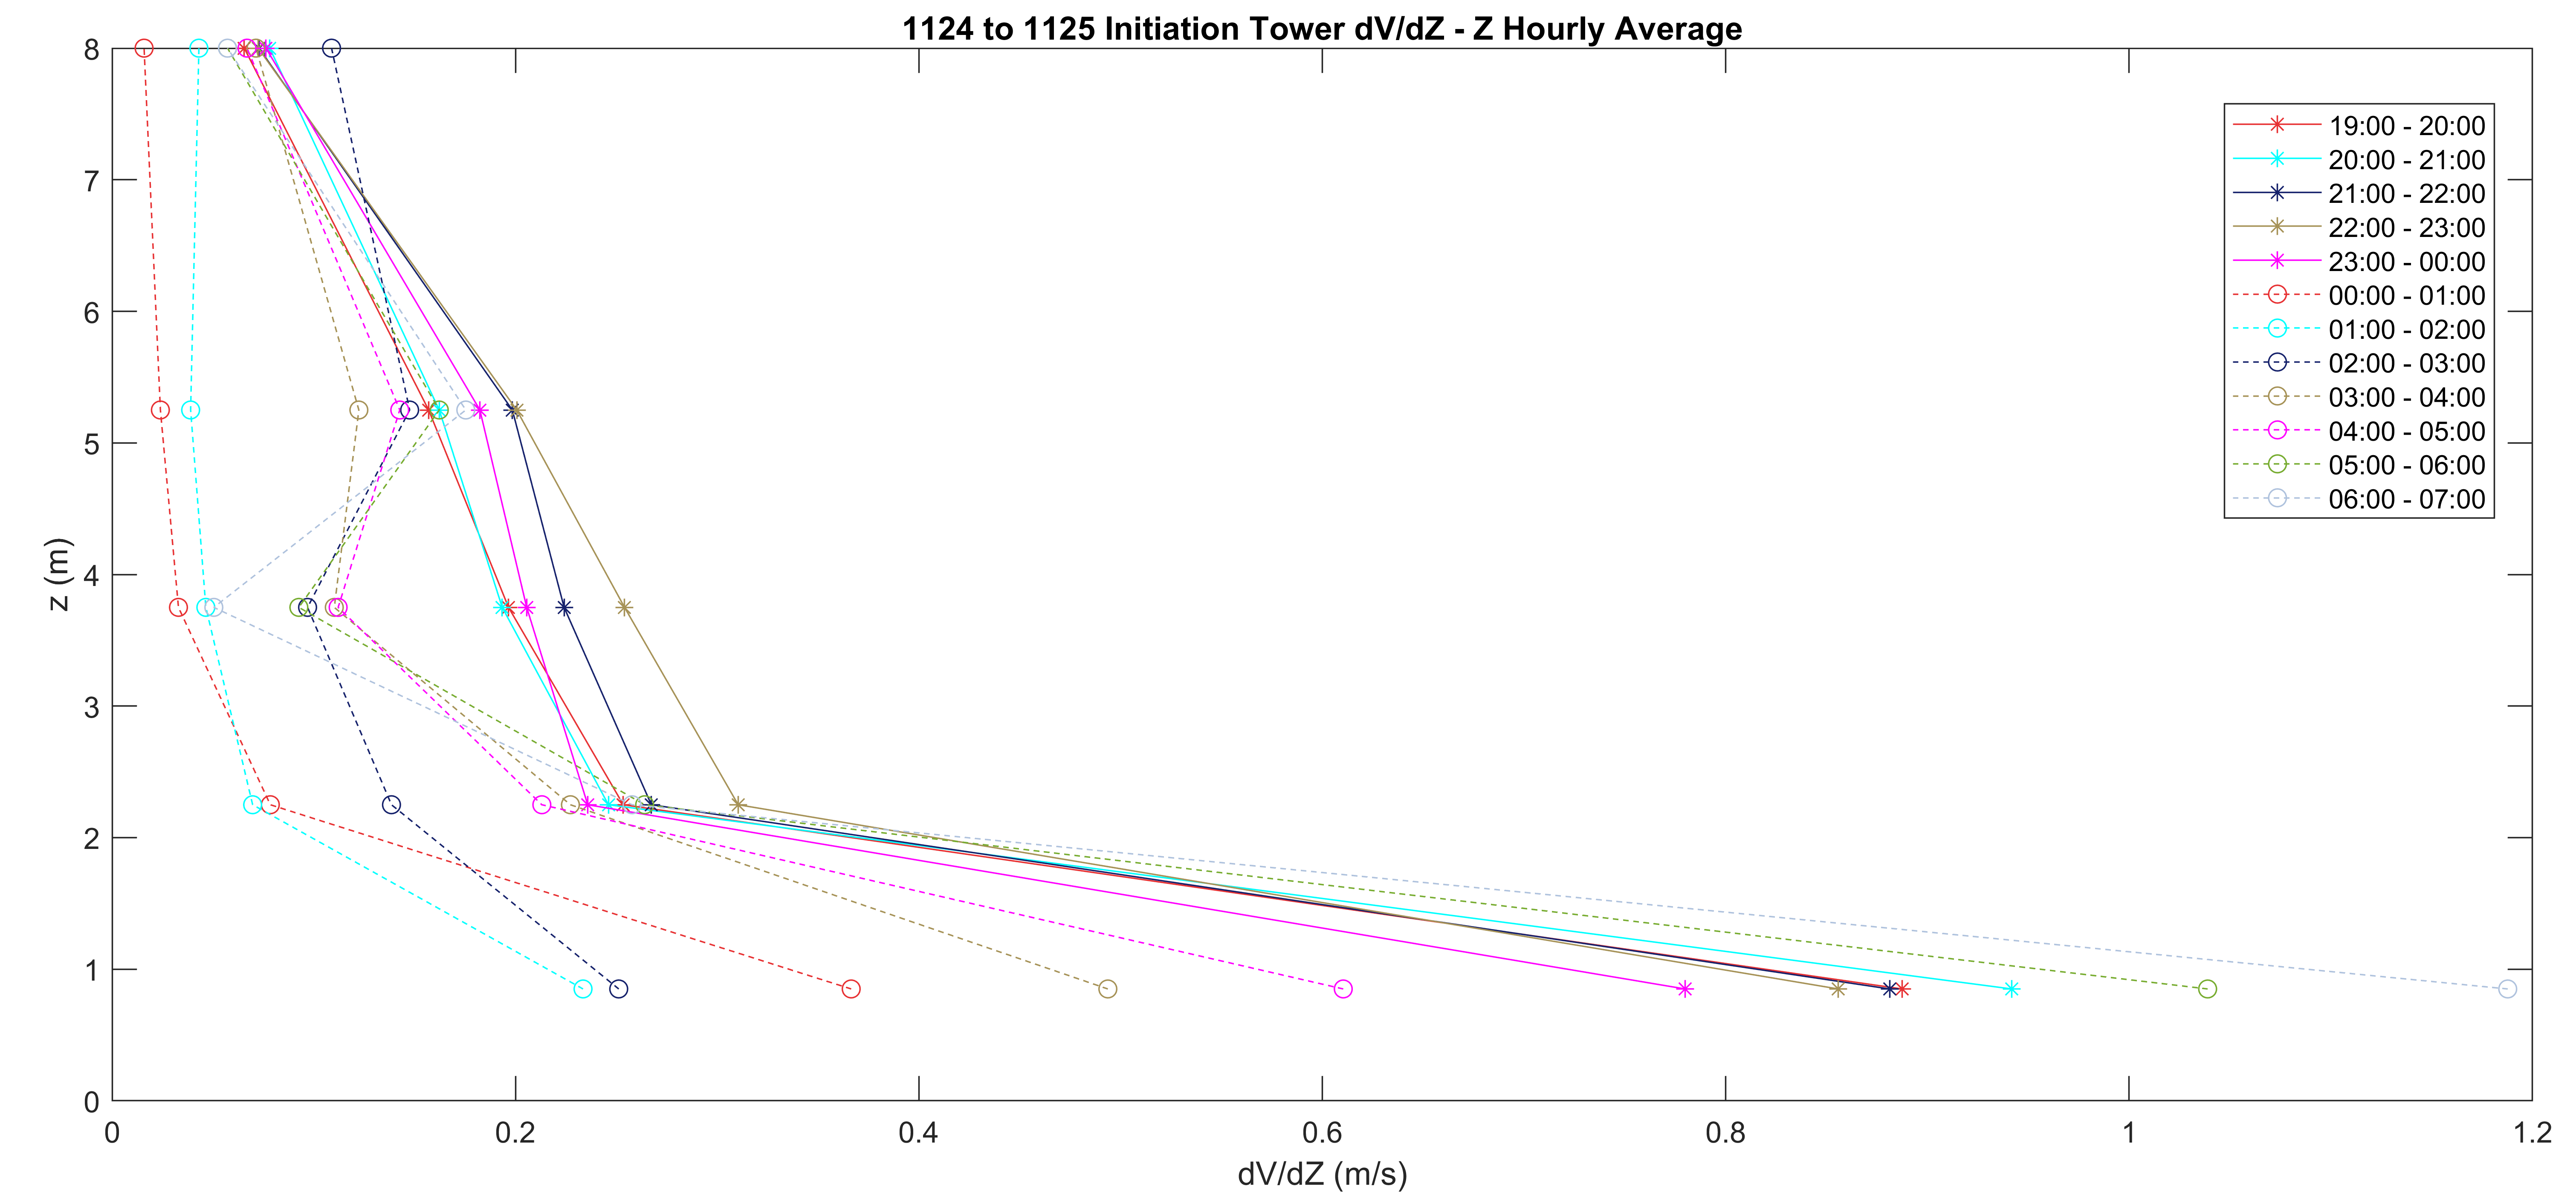 1124 to 1125 Initiation Tower dV/dZ - Z Hourly Average
8
7
6
5
4
3
2
1
0
z (m)
19:00 - 20:00
20:00 - 21:00
21:00 - 22:00
22:00 - 23:00
23:00 - 00:00
00:00 - 01:00
01:00 - 02:00
02:00 - 03:00
03:00 - 04:00
04:00 - 05:00
05:00 - 06:00
06:00 - 07:00
0 0.2 0.4 0.6 0.8 1 1.2
dV/dZ (m/s)